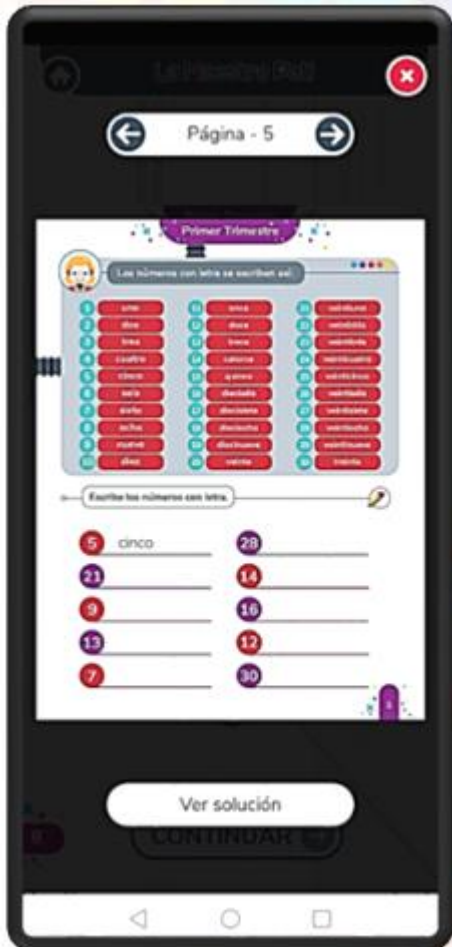 Página - 5
Primer Trimestre
Los números con letra se escriben así:
1 uno 11 once 21 veintiuno
2 dos 12 doce 22 veintidós
3 tres 13 trece 23 veintitrés
4 cuatro 14 catorce 24 veinticuatro
5 cinco 15 quince 25 veinticinco
6 seis 16 dieciséis 26 veintiséis
7 siete 17 diecisiete 27 veintisiete
8 ocho 18 dieciocho 28 veintiocho
9 nueve 19 diecinueve 29 veintinueve
10 diez 20 veinte 30 treinta
Escribe los números con letra.
5 cinco 28
21 14
9 16
13 12
7 30
5
Ver solución
CONTINUAR